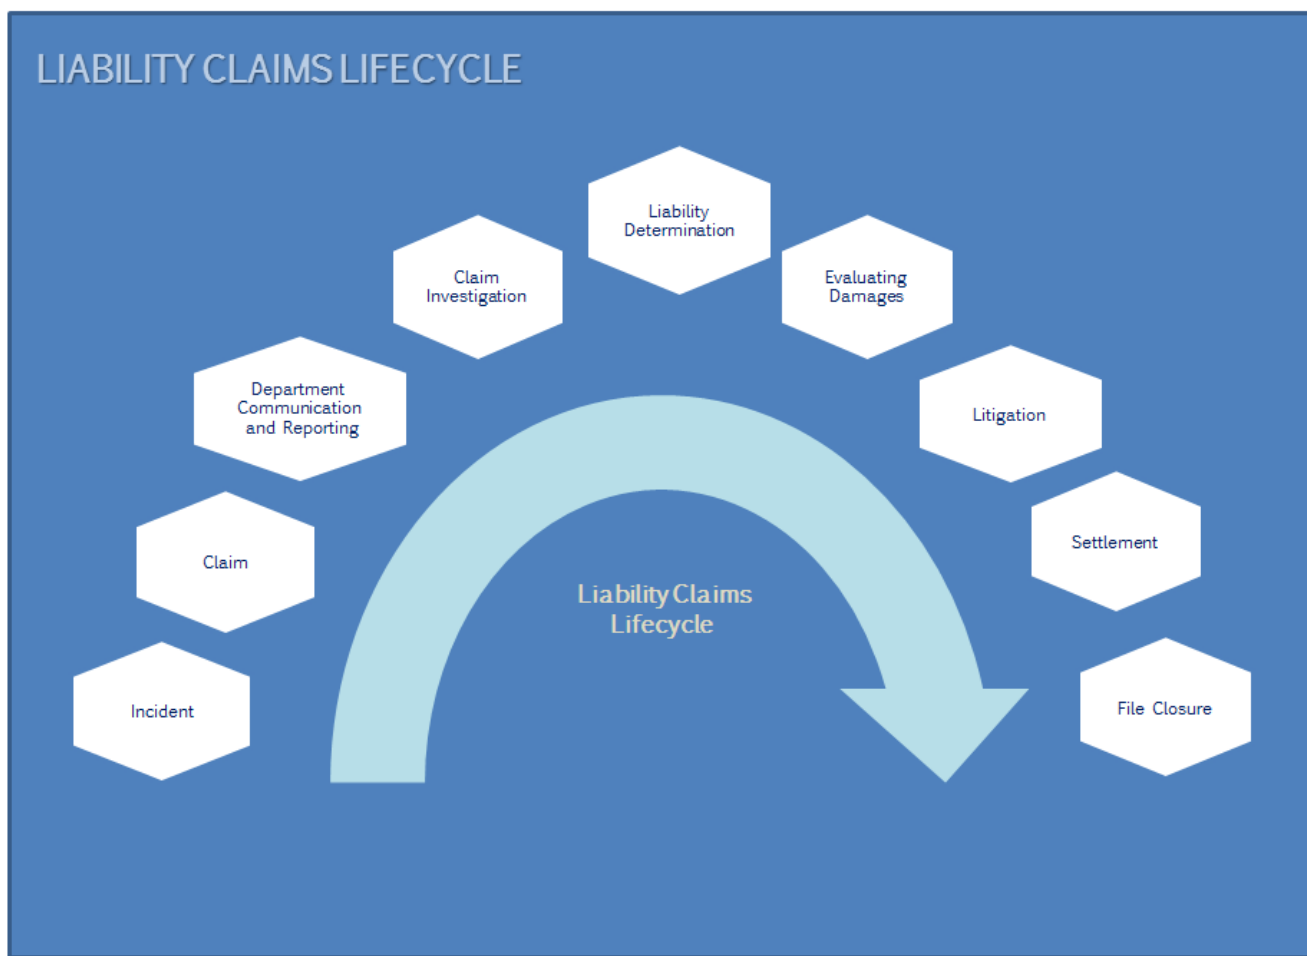 LIABILITY CLAIMS LIFECYCLE
Liability
Determination
Claim
Investigation
Evaluating
Damages
Department
Communication
and Reporting
Litigation
Claim
Settlement
Liability Claims
Lifecycle
Incident
File Closure